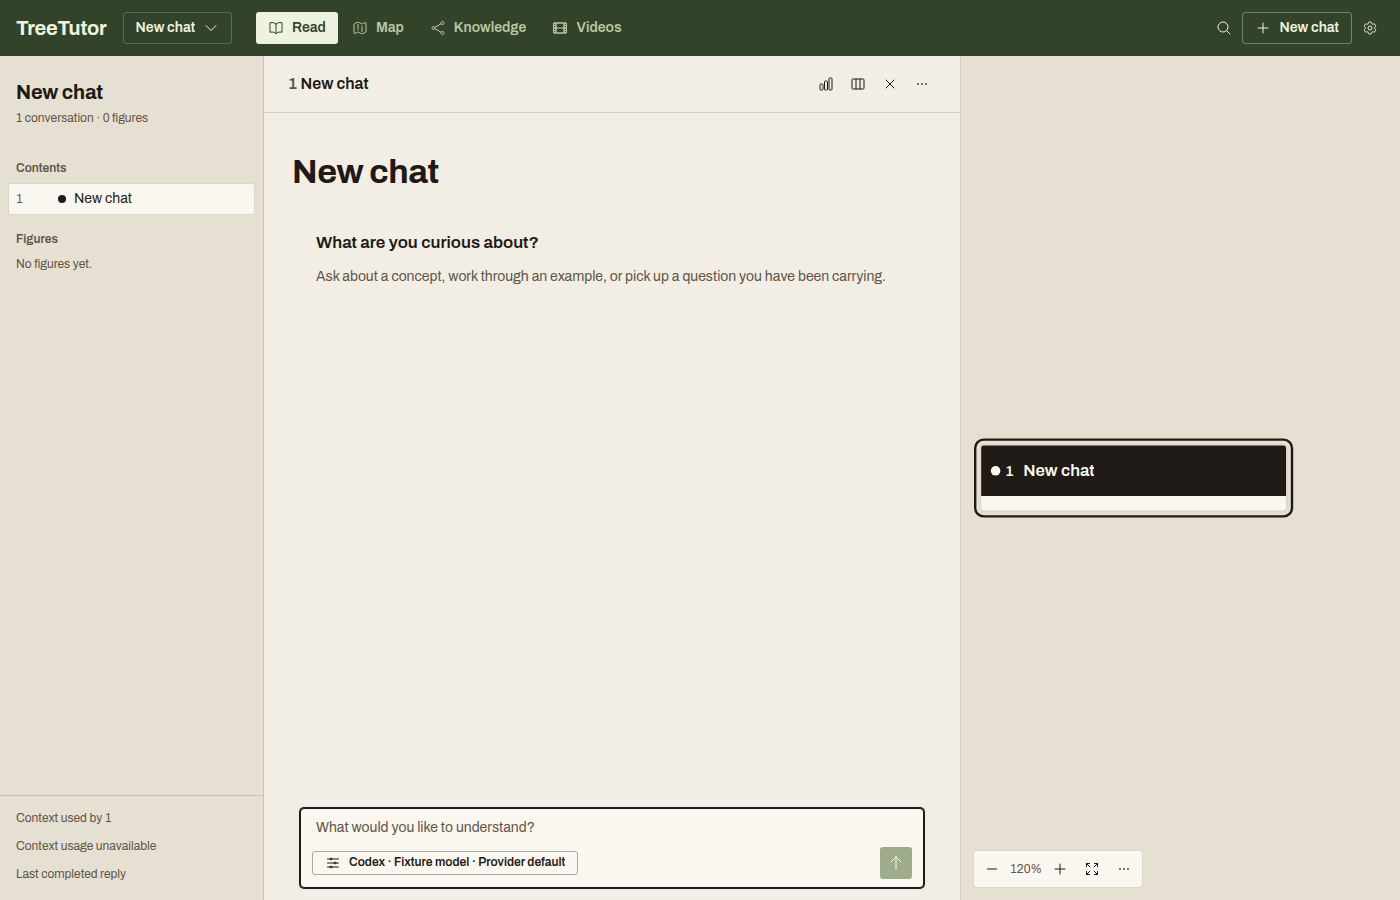 TreeTutor
New chat
Read
Map
Knowledge
Videos
New chat
New chat
1 conversation · 0 figures
Contents
1 New chat
Figures
No figures yet.
Context used by 1
Context usage unavailable
Last completed reply
1 New chat
New chat
What are you curious about?
Ask about a concept, work through an example, or pick up a question you have been carrying.
What would you like to understand?
Codex · Fixture model · Provider default
1 New chat
120%